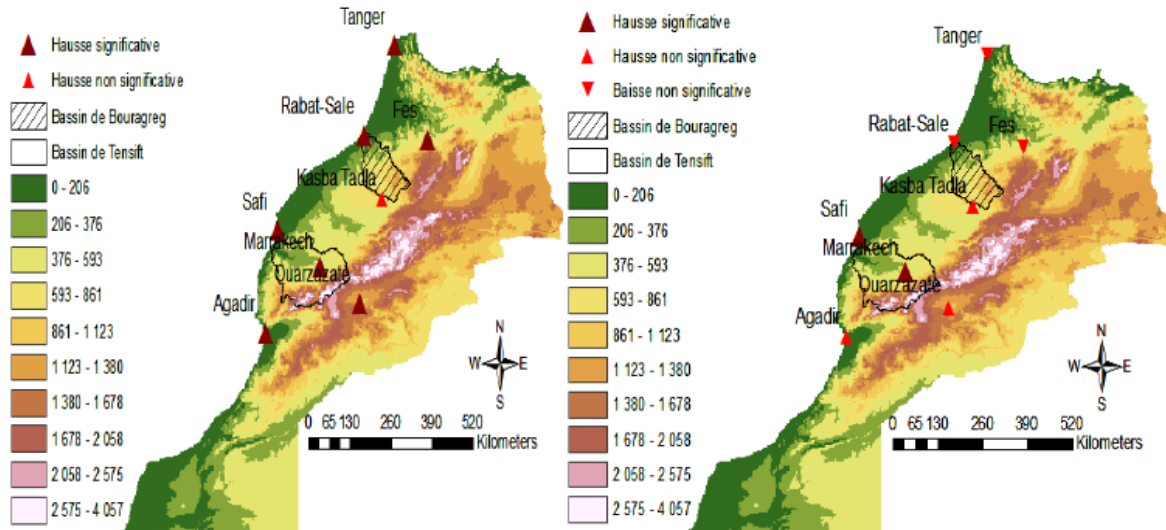 Hausse significative
Hausse non significative
Bassin de Bouragreg
Bassin de Tensift
0 - 206
206 - 376
376 - 593
593 - 861
861 - 1 123
1 123 - 1 380
1 380 - 1 678
1 678 - 2 058
2 058 - 2 575
2 575 - 4 057
Tanger
Rabat-Sale
Fes
Kasba Tadla
Safi
Marrakech
Ouarzazate
Agadir
N
W E
S
0 65 130 260 390 520
Kilometers
Hausse significative
Hausse non significative
Baisse non significative
Bassin de Bouragreg
Bassin de Tensift
0 - 206
206 - 376
376 - 593
593 - 861
861 - 1 123
1 123 - 1 380
1 380 - 1 678
1 678 - 2 058
2 058 - 2 575
2 575 - 4 057
Tanger
Rabat-Sale
Fes
Kasba Tadla
Safi
Marrakech
Ouarzazate
Agadir
N
W E
S
0 65 130 260 390 520
Kilometers